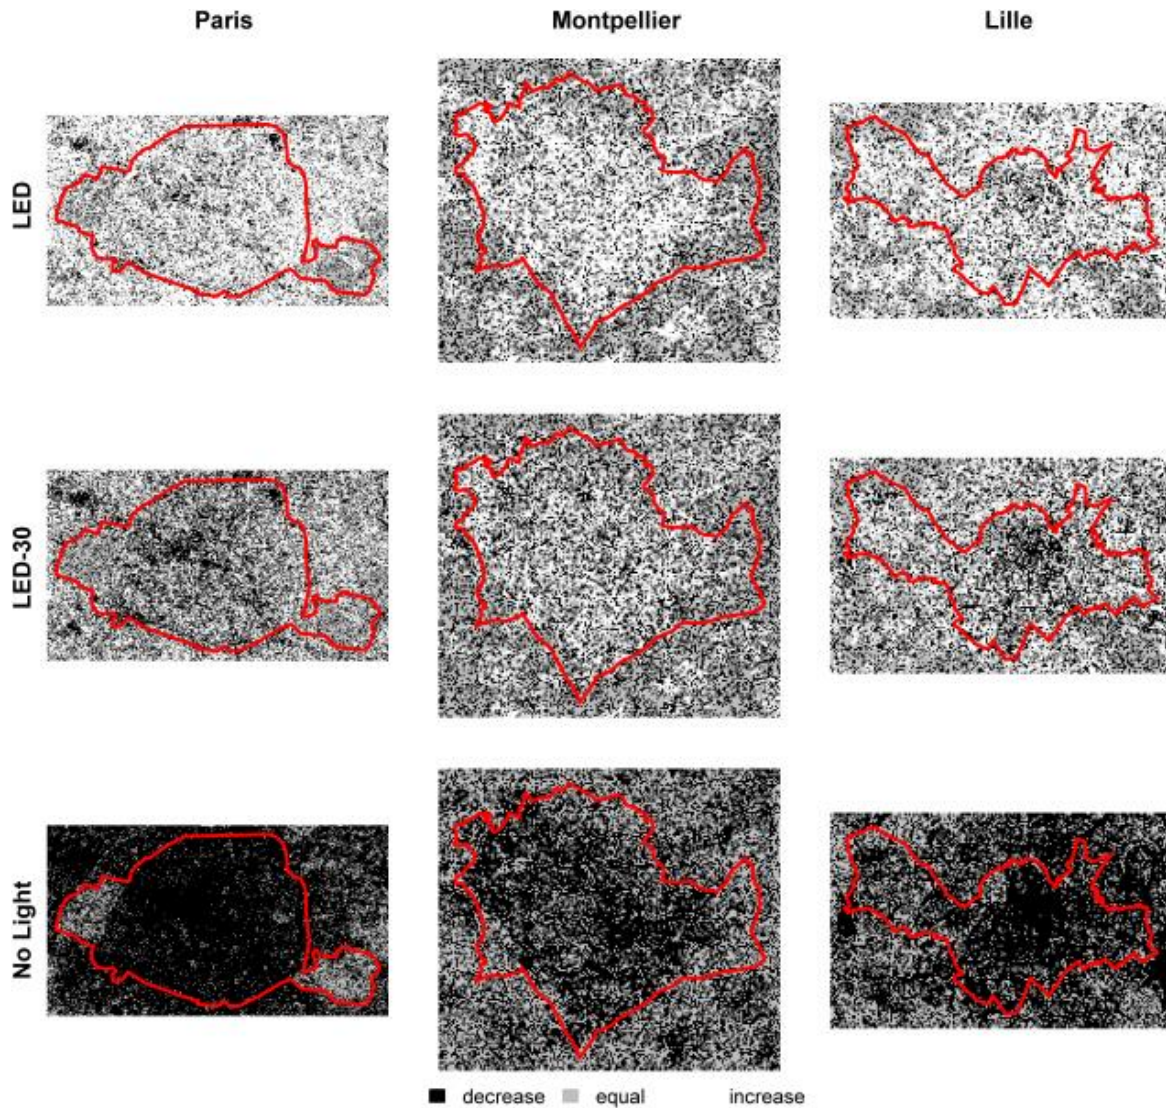 Paris Montpellier Lille
LED
LED-30
No Light
decrease equal increase